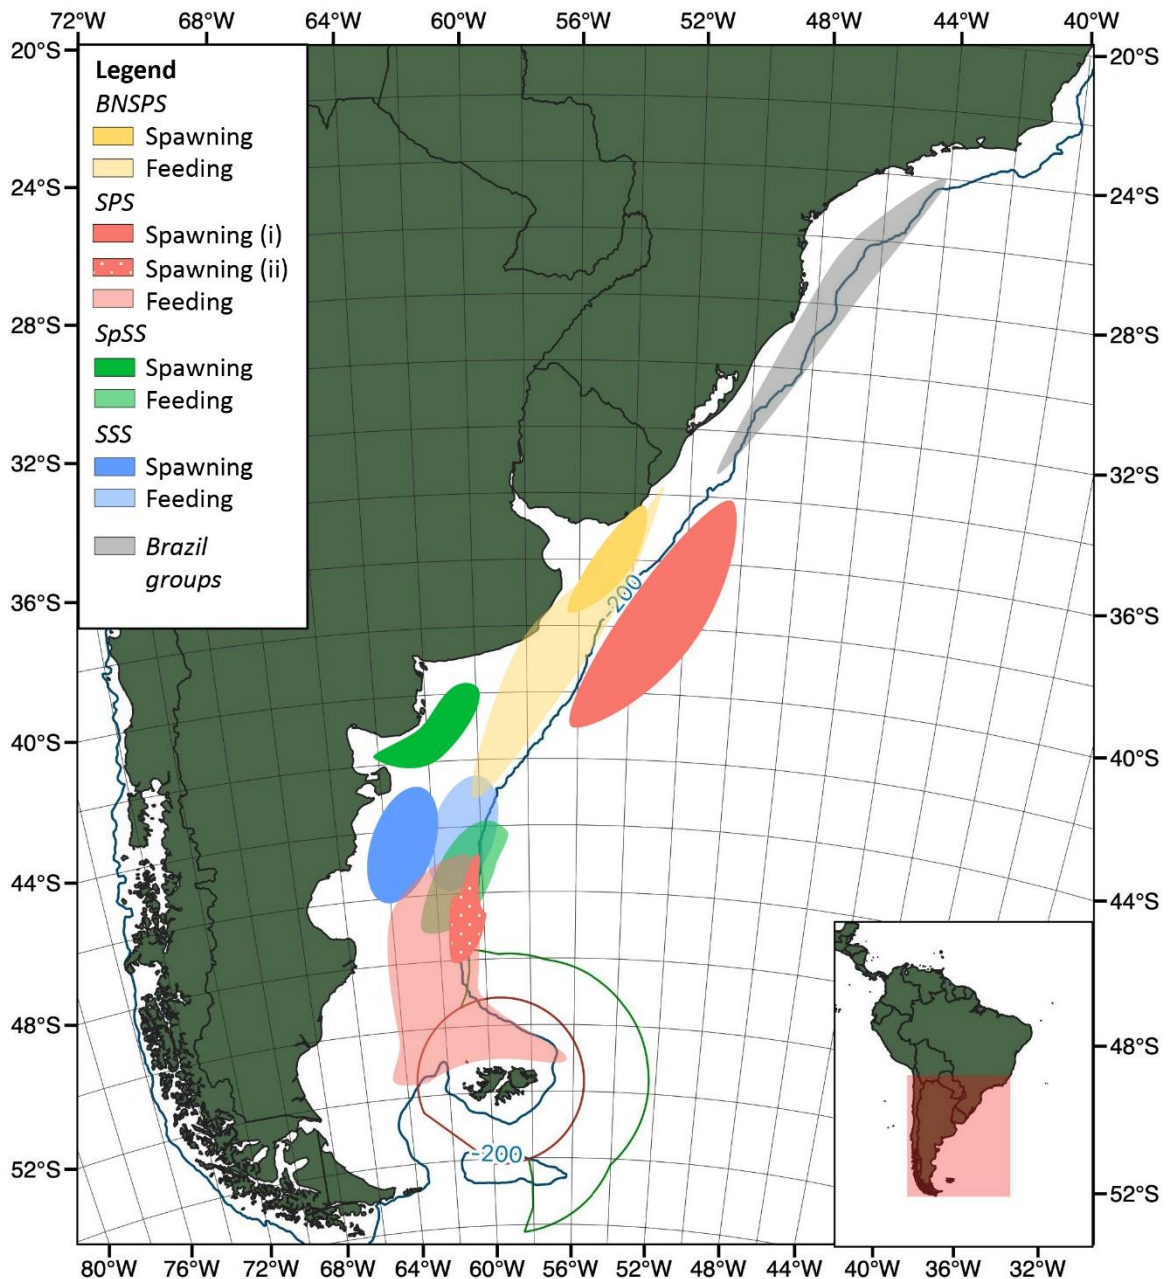 72°W 68°W 64°W 60°W 56°W 52°W 48°W 44°W 40°W
20°S
20°S
Legend
BNSPS
Spawning
Feeding
24°S
24°S
SPS
Spawning (i)
Spawning (ii)
Feeding
28°S
28°S
SpSS
Spawning
Feeding
SSS
32°S
32°S
Spawning
Feeding
Brazil
groups
-200
36°S
36°S
40°S
40°S
44°S
44°S
48°S
48°S
-200
52°S
52°S
80°W 76°W 72°W 68°W 64°W 60°W 56°W 52°W 48°W 44°W 40°W 36°W 32°W